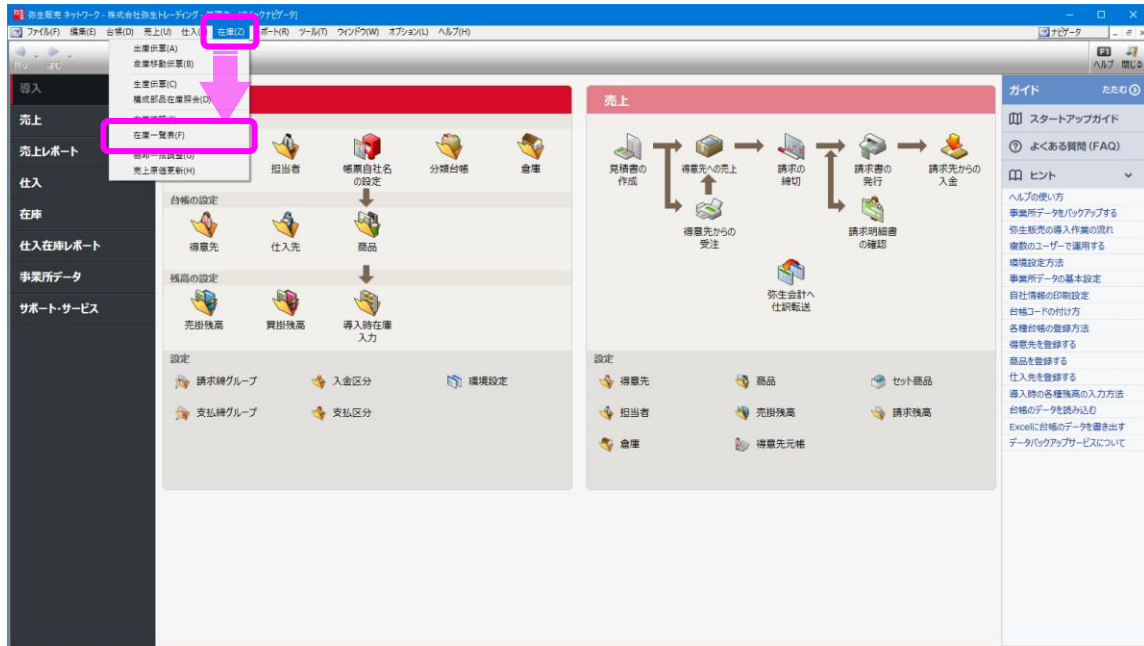 弥生販売 ネットワーク - 株式会社弥生トレーディング
ファイル(F) 編集(E) 台帳(D) 売上(U) 仕入 在庫(Z) ポート(R) ツール(T) ウインドウ(W) オプション(L) ヘルプ(H)
ナビゲータ
ヘルプ 閉じる
出庫伝票(A)
倉庫移動伝票(B)
生産伝票(C)
構成部品在庫照会(D)
在庫一覧表(F)
棚卸一括調整(G)
売上原価更新(H)
導入
売上
売上レポート
仕入
在庫
仕入在庫レポート
事業所データ
サポート・サービス
担当者
帳票自社名
の設定
分類台帳
倉庫
台帳の設定
得意先
仕入先
商品
残高の設定
売掛残高
買掛残高
導入時在庫
入力
設定
請求締グループ
入金区分
環境設定
支払締グループ
支払区分
売上
見積書の
作成
得意先への売上
請求の
締切
請求書の
発行
請求先からの
入金
得意先からの
受注
請求明細書
の確認
弥生会計へ
仕訳転送
設定
得意先
商品
セット商品
担当者
売掛残高
請求残高
倉庫
得意先元帳
ガイド たたむ
スタートアップガイド
よくある質問 (FAQ)
ヒント
ヘルプの使い方
事業所データをバックアップする
弥生販売の導入作業の流れ
複数のユーザーで運用する
環境設定方法
事業所データの基本設定
自社情報の印刷設定
台帳コードの付け方
各種台帳の登録方法
得意先を登録する
商品を登録する
仕入先を登録する
導入時の各種残高の入力方法
台帳のデータを読み込む
Excelに台帳のデータを書き出す
データバックアップサービスについて